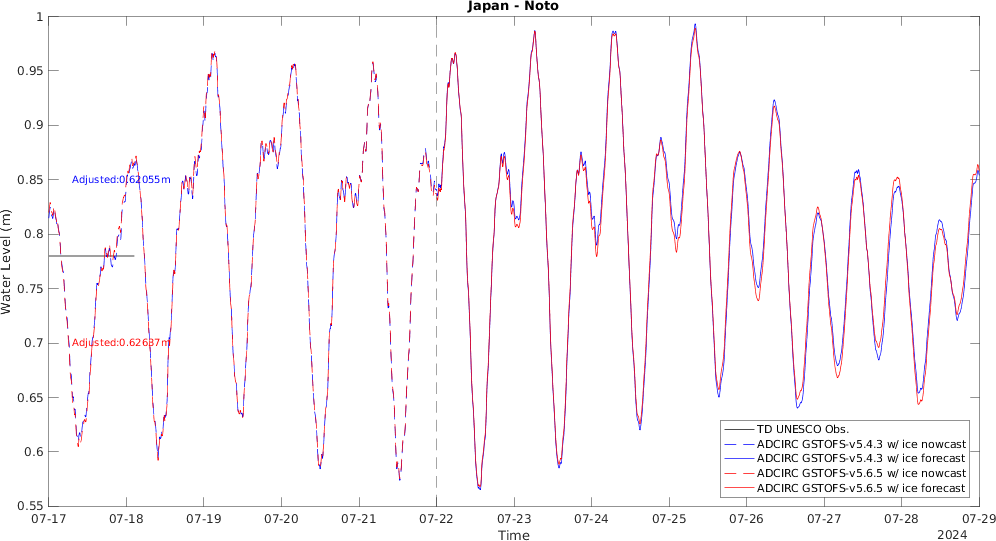 Japan - Noto
1
0.95
0.9
0.85
0.8
0.75
0.7
0.65
0.6
0.55
Water Level (m)
Adjusted:0.62055m
Adjusted:0.62637m
TD UNESCO Obs.
ADCIRC GSTOFS-v5.4.3 w/ ice nowcast
ADCIRC GSTOFS-v5.4.3 w/ ice forecast
ADCIRC GSTOFS-v5.6.5 w/ ice nowcast
ADCIRC GSTOFS-v5.6.5 w/ ice forecast
07-17 07-18 07-19 07-20 07-21 07-22 07-23 07-24 07-25 07-26 07-27 07-28 07-29
Time
2024